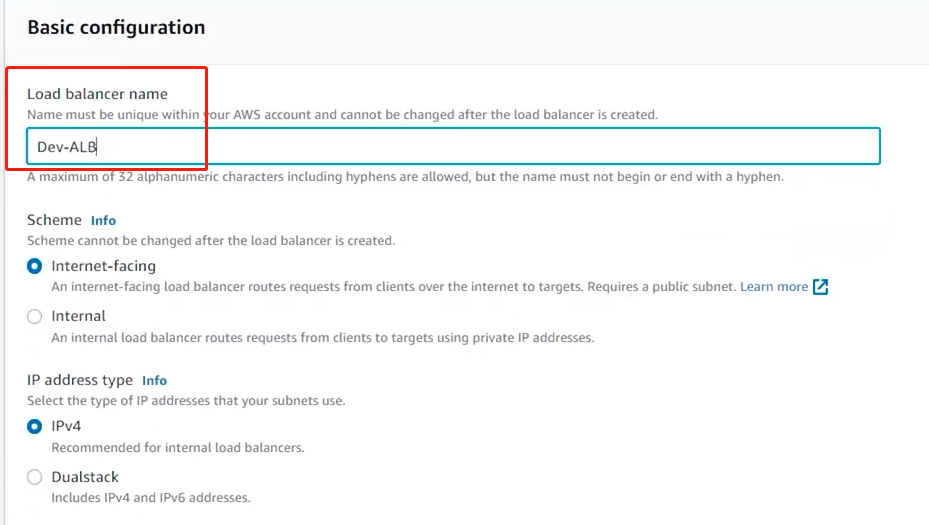 Basic configuration
Load balancer name
Name must be unique within your AWS account and cannot be changed after the load balancer is created.
Dev-ALB
A maximum of 32 alphanumeric characters including hyphens are allowed, but the name must not begin or end with a hyphen.
Scheme Info
Scheme cannot be changed after the load balancer is created.
Internet-facing
An internet-facing load balancer routes requests from clients over the internet to targets. Requires a public subnet. Learn more
Internal
An internal load balancer routes requests from clients to targets using private IP addresses.
IP address type Info
Select the type of IP addresses that your subnets use.
IPv4
Recommended for internal load balancers.
Dualstack
Includes IPv4 and IPv6 addresses.